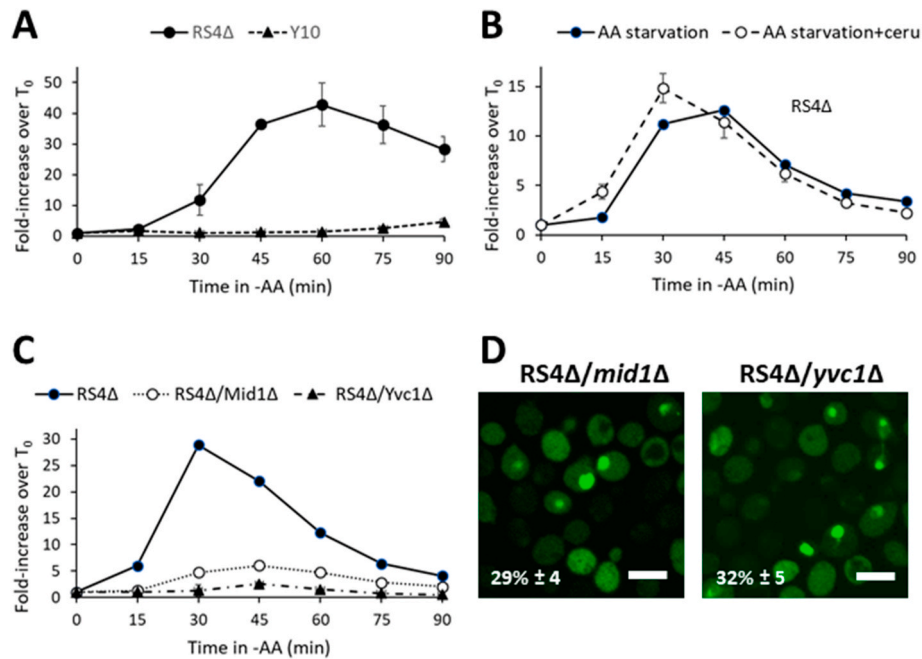 A
RS4Δ Y10
Fold-increase over T0
50
40
30
20
10
0
0 15 30 45 60 75 90
Time in -AA (min)
B
AA starvation AA starvation+ceru
Fold-increase over T0
15
10
5
0
RS4Δ
0 15 30 45 60 75 90
Time in -AA (min)
C
RS4Δ RS4Δ/Mid1Δ RS4Δ/Yvc1Δ
Fold-increase over T0
30
25
20
15
10
5
0
0 15 30 45 60 75 90
Time in -AA (min)
D
RS4Δ/mid1Δ RS4Δ/yvc1Δ
29% ± 4 32% ± 5